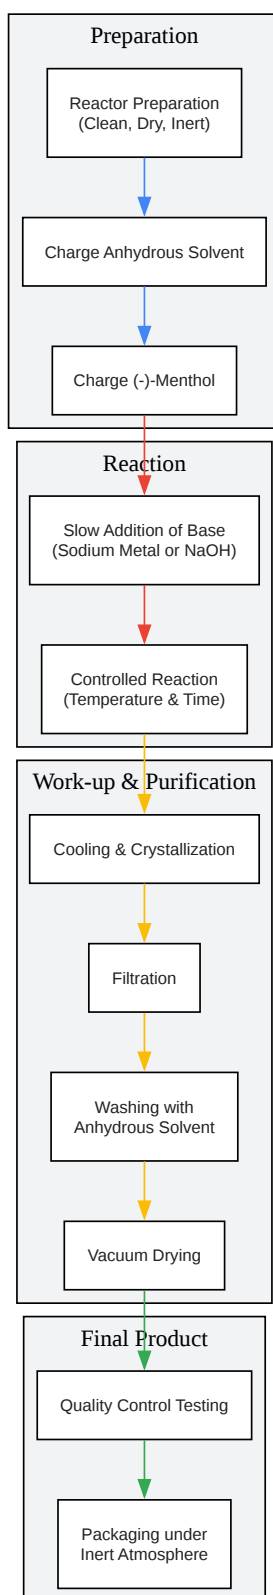 Preparation
Reactor Preparation
(Clean, Dry, Inert)
Charge Anhydrous Solvent
Charge (-)-Menthol
Reaction
Slow Addition of Base
(Sodium Metal or NaOH)
Controlled Reaction
(Temperature & Time)
Work-up & Purification
Cooling & Crystallization
Filtration
Washing with
Anhydrous Solvent
Vacuum Drying
Final Product
Quality Control Testing
Packaging under
Inert Atmosphere